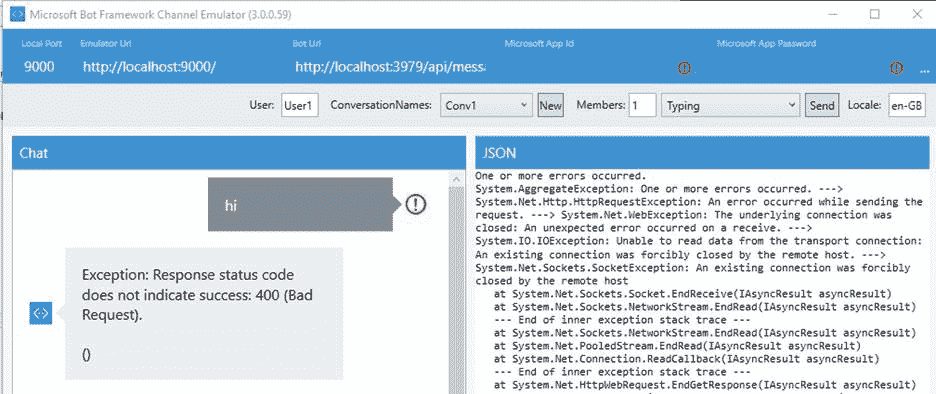 Microsoft Bot Framework Channel Emulator (3.0.0.59)
Local Port Emulator Url Bot Url Microsoft App Id Microsoft App Password
9000 http://localhost:9000/ http://localhost:3979/api/mess
...
User: User1 ConversationNames: Conv1 New Members: 1 Typing Send Locale: en-GB
Chat
hi
Exception: Response status code
does not indicate success: 400 (Bad
Request).
()
JSON
One or more errors occurred.
System.AggregateException: One or more errors occurred. --->
System.Net.Http.HttpRequestException: An error occurred while sending the
request. ---> System.Net.WebException: The underlying connection was
closed: An unexpected error occurred on a receive. --->
System.IO.IOException: Unable to read data from the transport connection:
An existing connection was forcibly closed by the remote host. --->
System.Net.Sockets.SocketException: An existing connection was forcibly
closed by the remote host
at System.Net.Sockets.Socket.EndReceive(IAsyncResult asyncResult)
at System.Net.Sockets.NetworkStream.EndRead(IAsyncResult asyncResult)
--- End of inner exception stack trace ---
at System.Net.Sockets.NetworkStream.EndRead(IAsyncResult asyncResult)
at System.Net.PooledStream.EndRead(IAsyncResult asyncResult)
at System.Net.Connection.ReadCallback(IAsyncResult asyncResult)
--- End of inner exception stack trace ---
at System.Net.HttpWebRequest.EndGetResponse(IAsyncResult asyncResult)